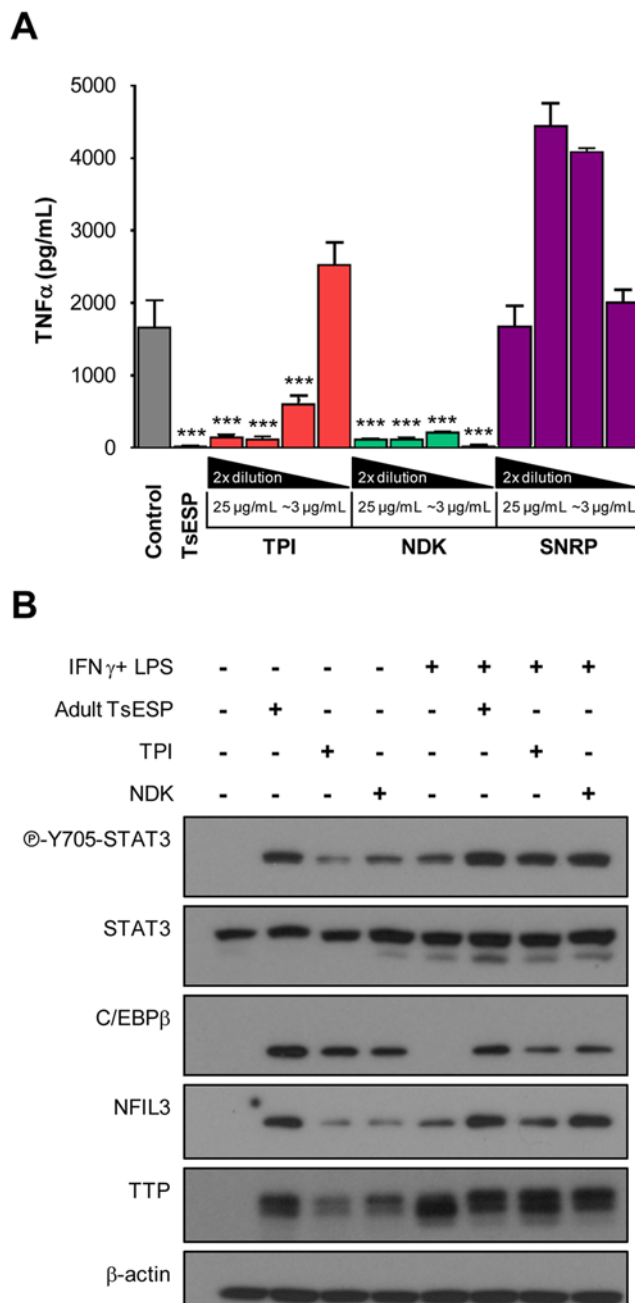 A
5000
4000
3000
2000
1000
0
TNFα (pg/mL)
*** *** *** *** *** *** *** ***
2x dilution 2x dilution 2x dilution
25 µg/mL ~3 µg/mL 25 µg/mL ~3 µg/mL 25 µg/mL ~3 µg/mL
Control TsESP TPI NDK SNRP
B
IFN γ+ LPS - - - - + + + +
Adult TsESP - + - - - + - -
TPI - - + - - - + -
NDK - - - + - - - +
Ⓟ-Y705-STAT3
STAT3
C/EBPβ
NFIL3
TTP
β-actin